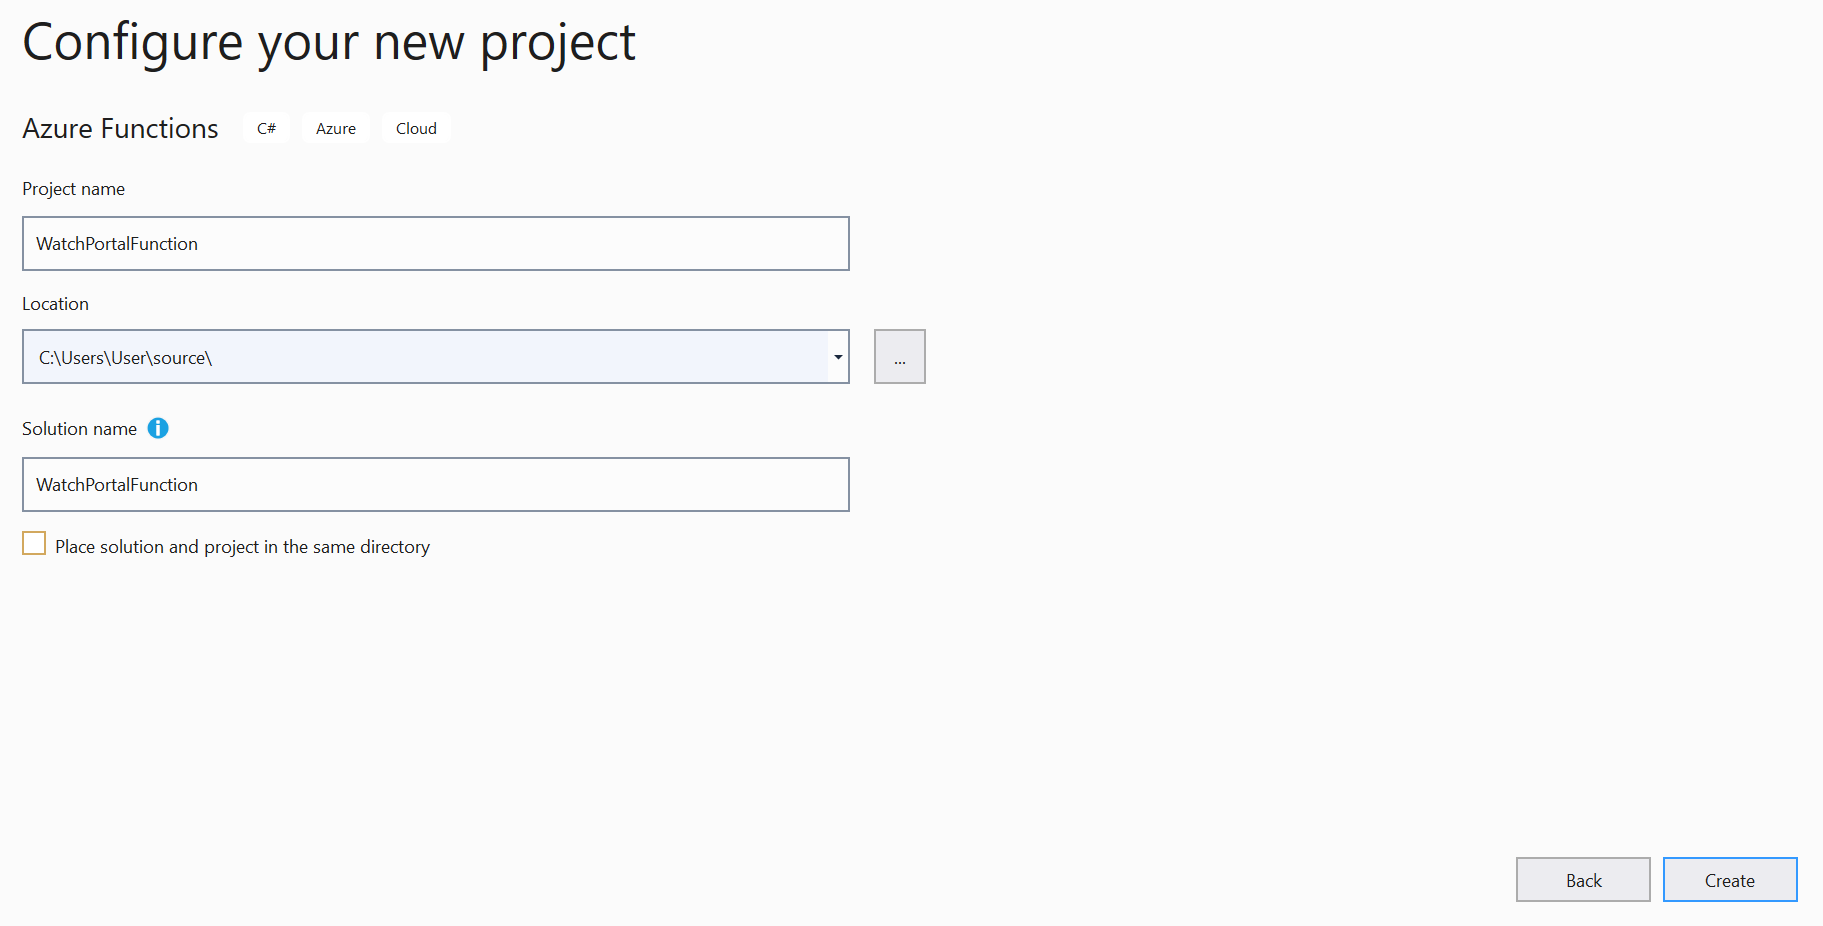 Configure your new project
Azure Functions C# Azure Cloud
Project name
WatchPortalFunction
Location
C:\Users\User\source\
...
Solution name
WatchPortalFunction
Place solution and project in the same directory
Back Create